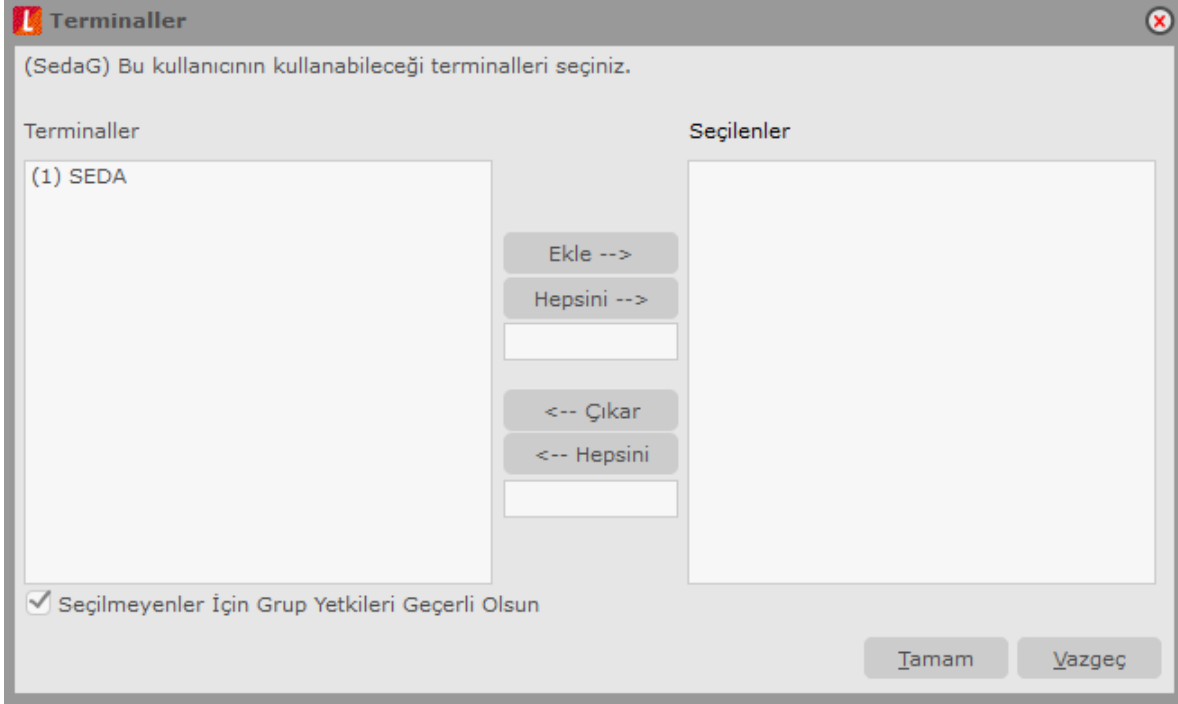 Terminaller
(SedaG) Bu kullanıcının kullanabileceği terminalleri seçiniz.
Terminaller
Seçilenler
(1) SEDA
Ekle -->
Hepsini -->
<-- Çıkar
<-- Hepsini
Seçilmeyenler İçin Grup Yetkileri Geçerli Olsun
Tamam
Vazgeç